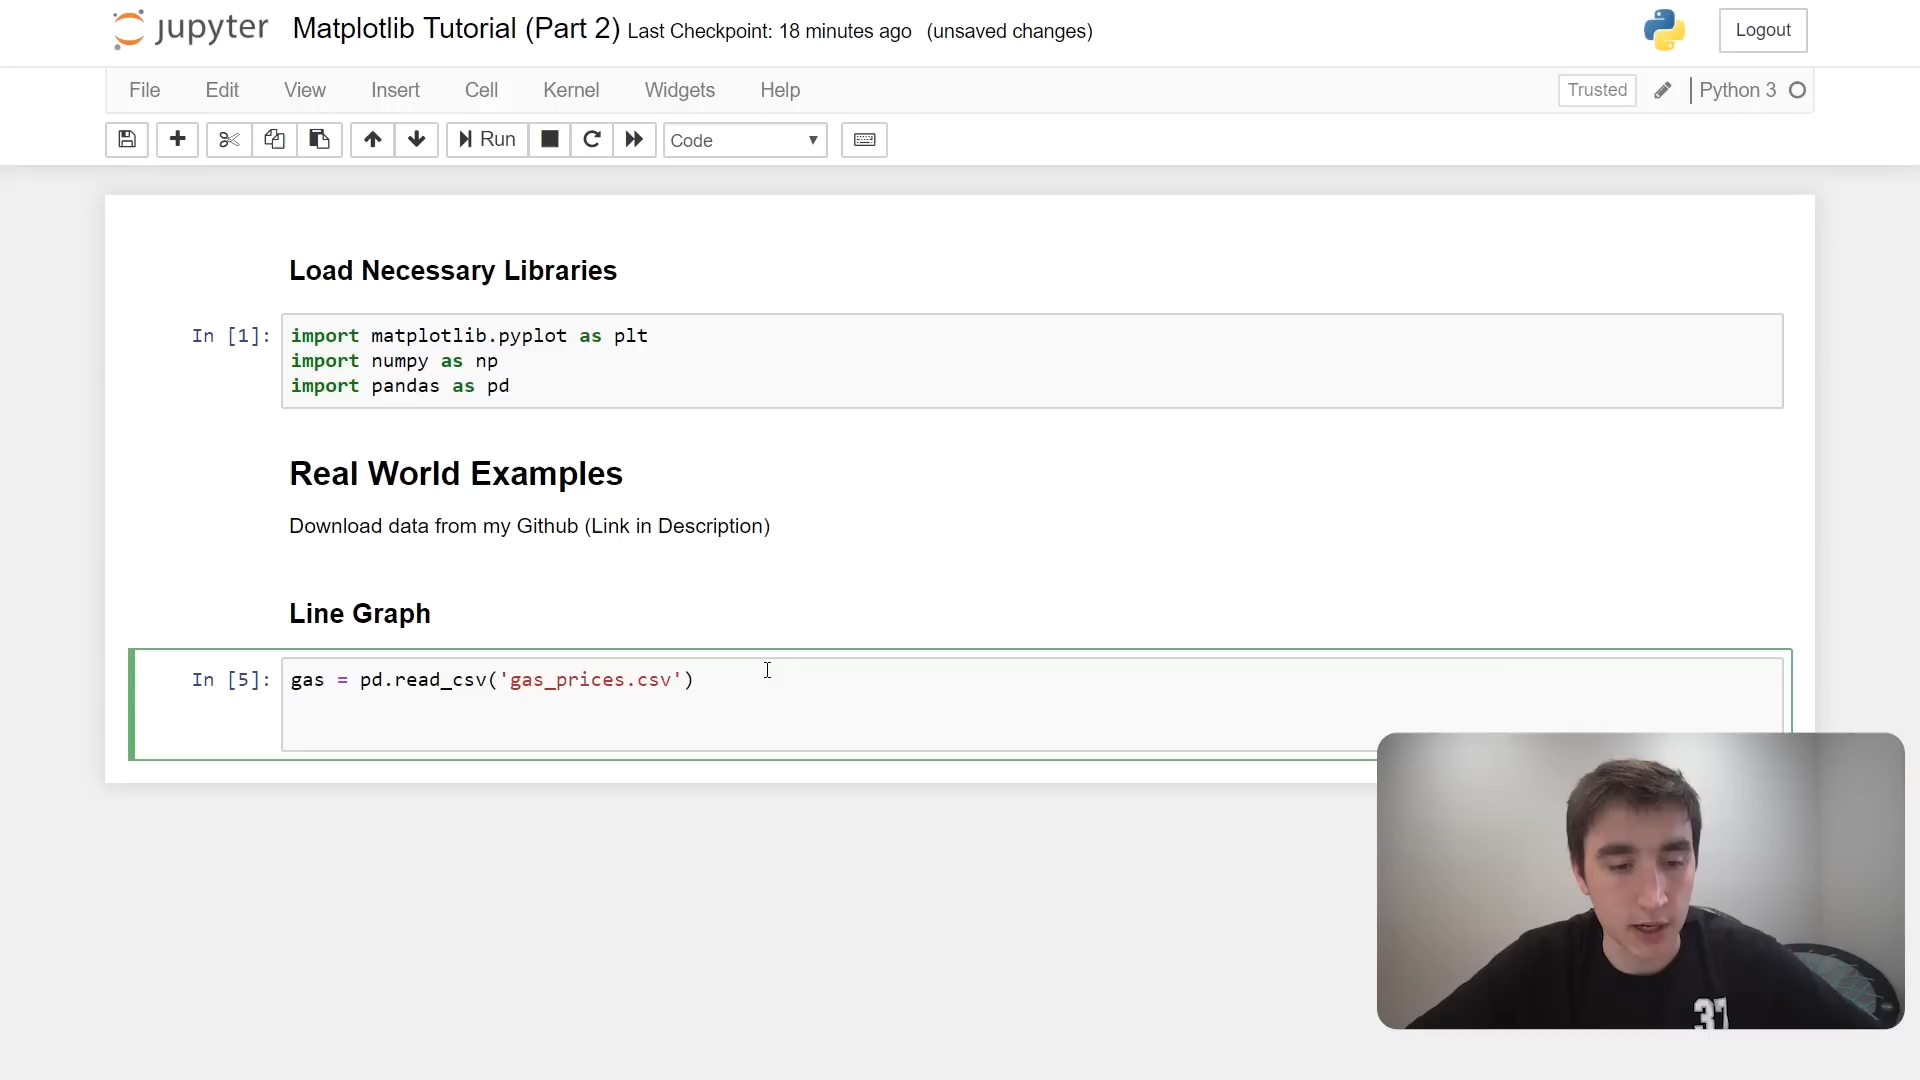 jupyter Matplotlib Tutorial (Part 2) Last Checkpoint: 18 minutes ago (unsaved changes) Logout
File Edit View Insert Cell Kernel Widgets Help Trusted Python 3
Run Code
Load Necessary Libraries
In [1]: import matplotlib.pyplot as plt
import numpy as np
import pandas as pd
Real World Examples
Download data from my Github (Link in Description)
Line Graph
In [5]: gas = pd.read_csv('gas_prices.csv')
37